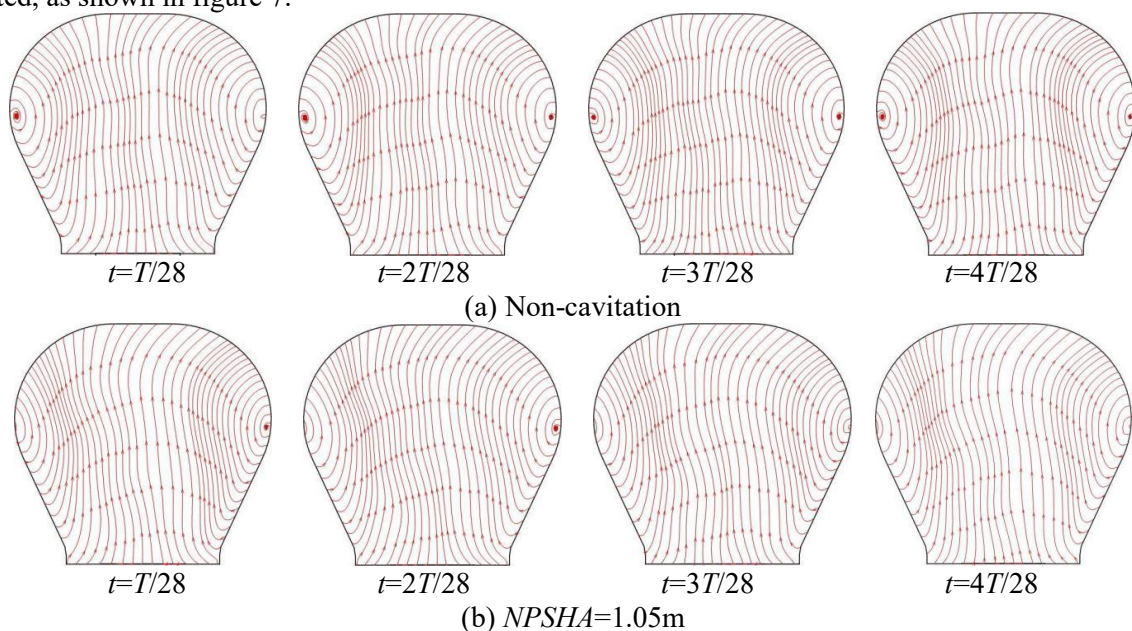 ted, as shown in figure 7.
t=T/28 t=2T/28 t=3T/28 t=4T/28
(a) Non-cavitation
t=T/28 t=2T/28 t=3T/28 t=4T/28
(b) NPSHA=1.05m